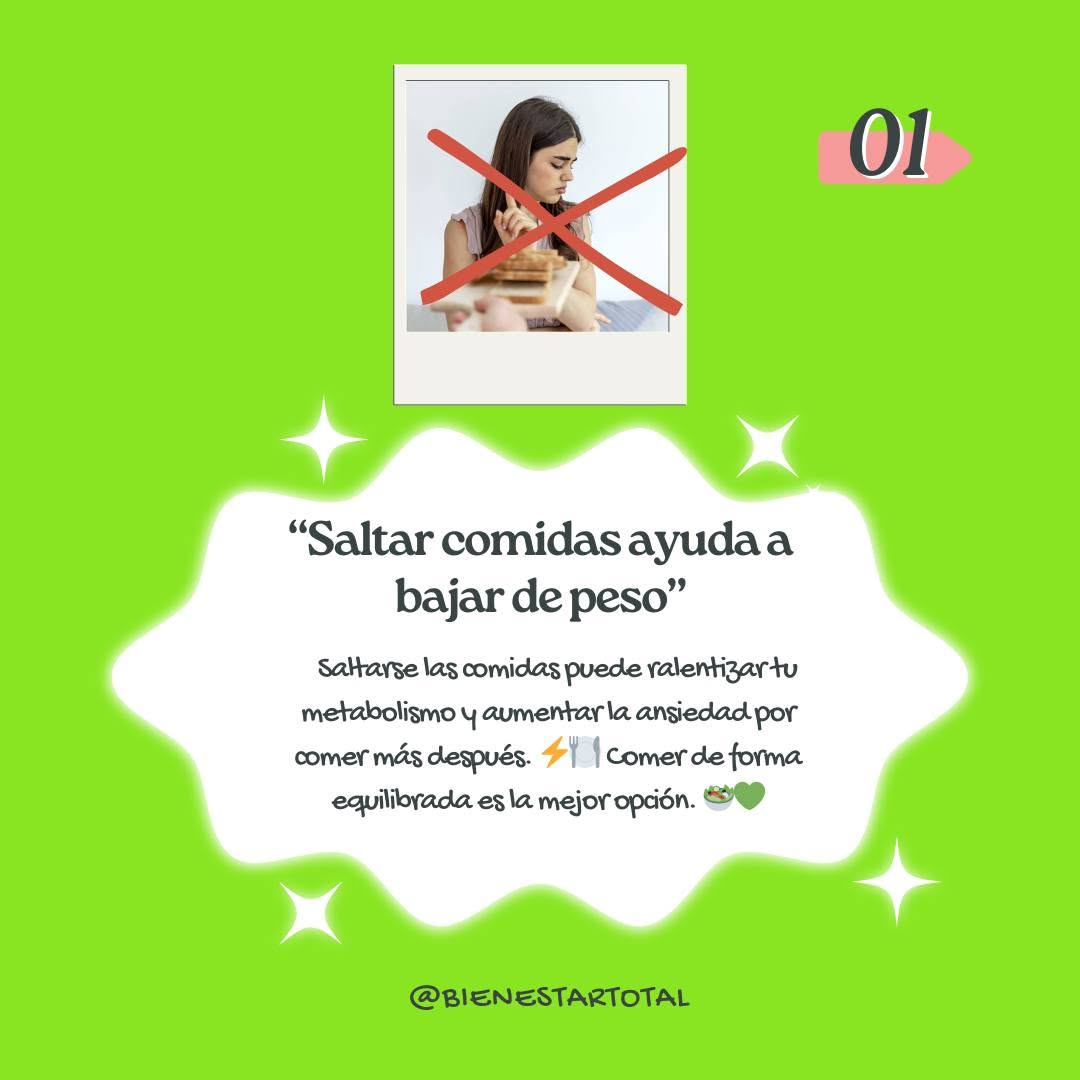 01
“Saltar comidas ayuda a
bajar de peso”
Saltarse las comidas puede ralentizar tu
metabolismo y aumentar la ansiedad por
comer más después. ⚡🍽️ Comer de forma
equilibrada es la mejor opción. 🥗💚
@BIENESTARTOTAL